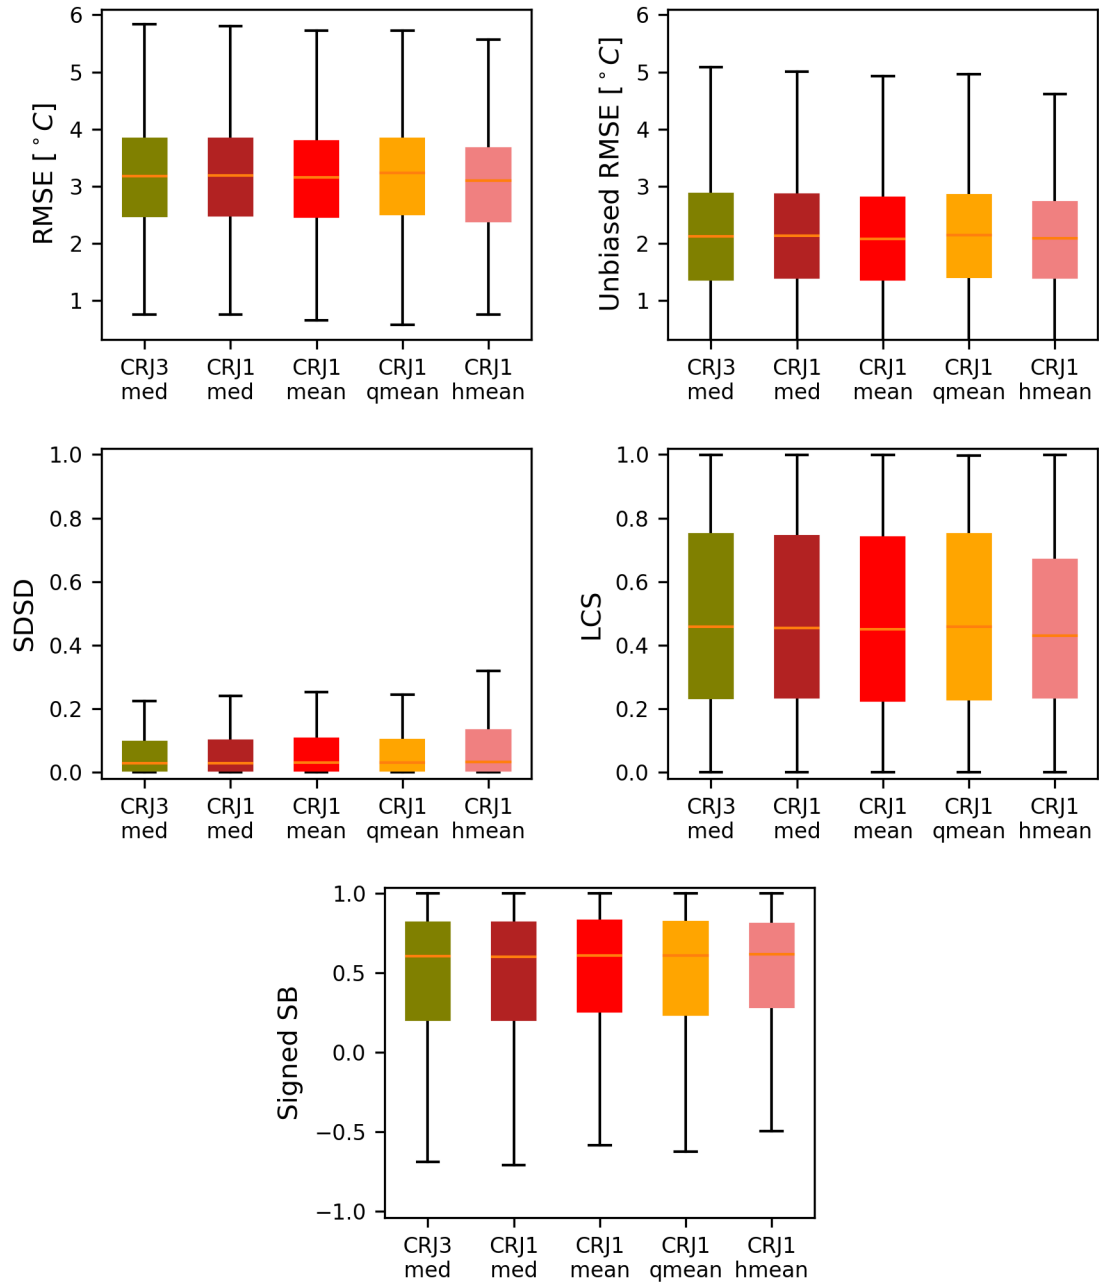 RMSE [°C]
6
5
4
3
2
1
CRJ3 CRJ1 CRJ1 CRJ1 CRJ1
med med mean qmean hmean
Unbiased RMSE [°C]
6
5
4
3
2
1
CRJ3 CRJ1 CRJ1 CRJ1 CRJ1
med med mean qmean hmean
SDSD
1.0
0.8
0.6
0.4
0.2
0.0
CRJ3 CRJ1 CRJ1 CRJ1 CRJ1
med med mean qmean hmean
LCS
1.0
0.8
0.6
0.4
0.2
0.0
CRJ3 CRJ1 CRJ1 CRJ1 CRJ1
med med mean qmean hmean
Signed SB
1.0
0.5
0.0
−0.5
−1.0
CRJ3 CRJ1 CRJ1 CRJ1 CRJ1
med med mean qmean hmean